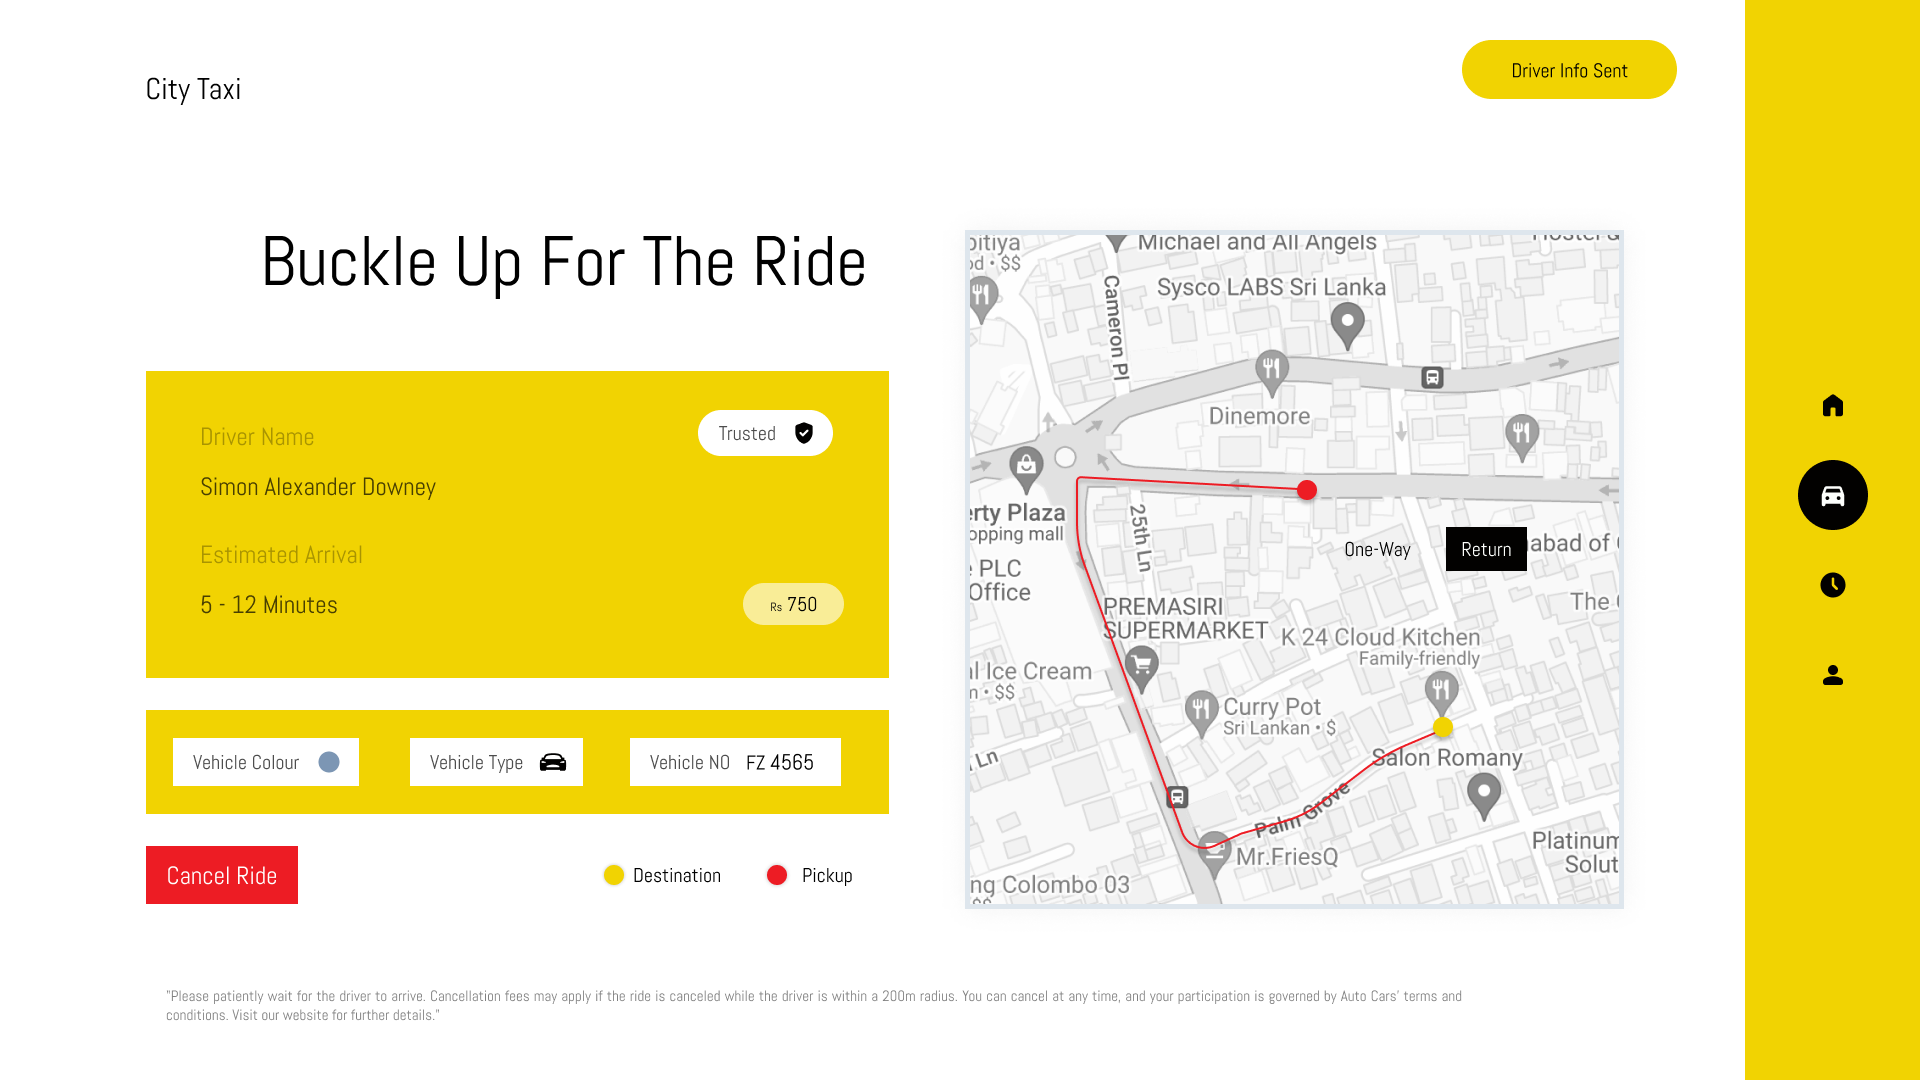 City Taxi
Driver Info Sent
Buckle Up For The Ride
Driver Name
Trusted
Simon Alexander Downey
Estimated Arrival
5 - 12 Minutes
Rs 750
Vehicle Colour
Vehicle Type
Vehicle NO FZ 4565
Cancel Ride
Destination
Pickup
Michael and All Angels
$$
Cameron Pl
Sysco LABS Sri Lanka
Dinemore
erty Plaza
opping mall
25th Ln
One-Way
Return
abad of
PLC
Office
The
PREMASIRI
SUPERMARKET
K 24 Cloud Kitchen
Family-friendly
al Ice Cream
n • $$
Curry Pot
Sri Lankan • $
Ln
Salon Romany
Palm Grove
Mr.FriesQ
Platinum
Solut
ng Colombo 03
"Please patiently wait for the driver to arrive. Cancellation fees may apply if the ride is canceled while the driver is within a 200m radius. You can cancel at any time, and your participation is governed by Auto Cars' terms and
conditions. Visit our website for further details."